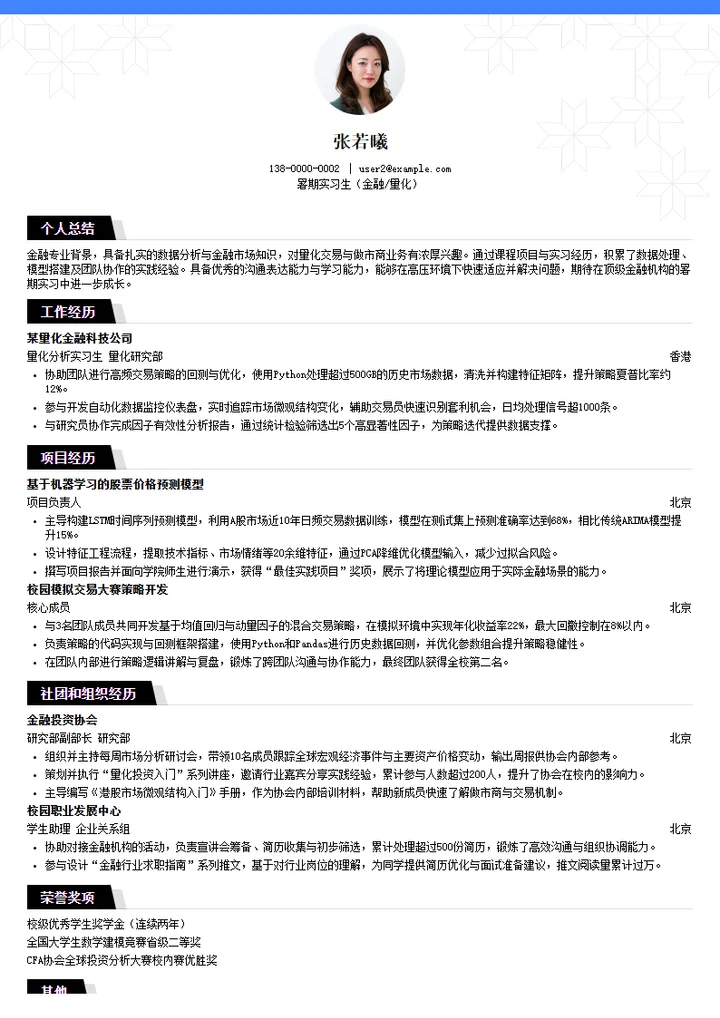 张若曦
138-0000-0002 | user2@example.com
暑期实习生（金融/量化）
个人总结
金融专业背景，具备扎实的数据分析与金融市场知识，对量化交易与做市商业务有浓厚兴趣。通过课程项目与实习经历，积累了数据处理、
模型搭建及团队协作的实践经验。具备优秀的沟通表达能力与学习能力，能够在高压环境下快速适应并解决问题，期待在顶级金融机构的暑
期实习中进一步成长。
工作经历
某量化金融科技公司
量化分析实习生 量化研究部 香港
• 协助团队进行高频交易策略的回测与优化，使用Python处理超过500GB的历史市场数据，清洗并构建特征矩阵，提升策略夏普比率约
12%。
• 参与开发自动化数据监控仪表盘，实时追踪市场微观结构变化，辅助交易员快速识别套利机会，日均处理信号超1000条。
• 与研究员协作完成因子有效性分析报告，通过统计检验筛选出5个高显著性因子，为策略迭代提供数据支撑。
项目经历
基于机器学习的股票价格预测模型
项目负责人 北京
• 主导构建LSTM时间序列预测模型，利用A股市场近10年日频交易数据训练，模型在测试集上预测准确率达到68%，相比传统ARIMA模型提
升15%。
• 设计特征工程流程，提取技术指标、市场情绪等20余维特征，通过PCA降维优化模型输入，减少过拟合风险。
• 撰写项目报告并面向学院师生进行演示，获得“最佳实践项目”奖项，展示了将理论模型应用于实际金融场景的能力。
校园模拟交易大赛策略开发
核心成员 北京
• 与3名团队成员共同开发基于均值回归与动量因子的混合交易策略，在模拟环境中实现年化收益率22%，最大回撤控制在8%以内。
• 负责策略的代码实现与回测框架搭建，使用Python和Pandas进行历史数据回测，并优化参数组合提升策略稳健性。
• 在团队内部进行策略逻辑讲解与复盘，锻炼了跨团队沟通与协作能力，最终团队获得全校第二名。
社团和组织经历
金融投资协会
研究部副部长 研究部 北京
• 组织并主持每周市场分析研讨会，带领10名成员跟踪全球宏观经济事件与主要资产价格变动，输出周报供协会内部参考。
• 策划并执行“量化投资入门”系列讲座，邀请行业嘉宾分享实践经验，累计参与人数超过200人，提升了协会在校内的影响力。
• 主导编写《港股市场微观结构入门》手册，作为协会内部培训材料，帮助新成员快速了解做市商与交易机制。
校园职业发展中心
学生助理 企业关系组 北京
• 协助对接金融机构的活动，负责宣讲会筹备、简历收集与初步筛选，累计处理超过500份简历，锻炼了高效沟通与组织协调能力。
• 参与设计“金融行业求职指南”系列推文，基于对行业岗位的理解，为同学提供简历优化与面试准备建议，推文阅读量累计过万。
荣誉奖项
校级优秀学生奖学金（连续两年）
全国大学生数学建模竞赛省级二等奖
CFA协会全球投资分析大赛校内赛优胜奖
其他